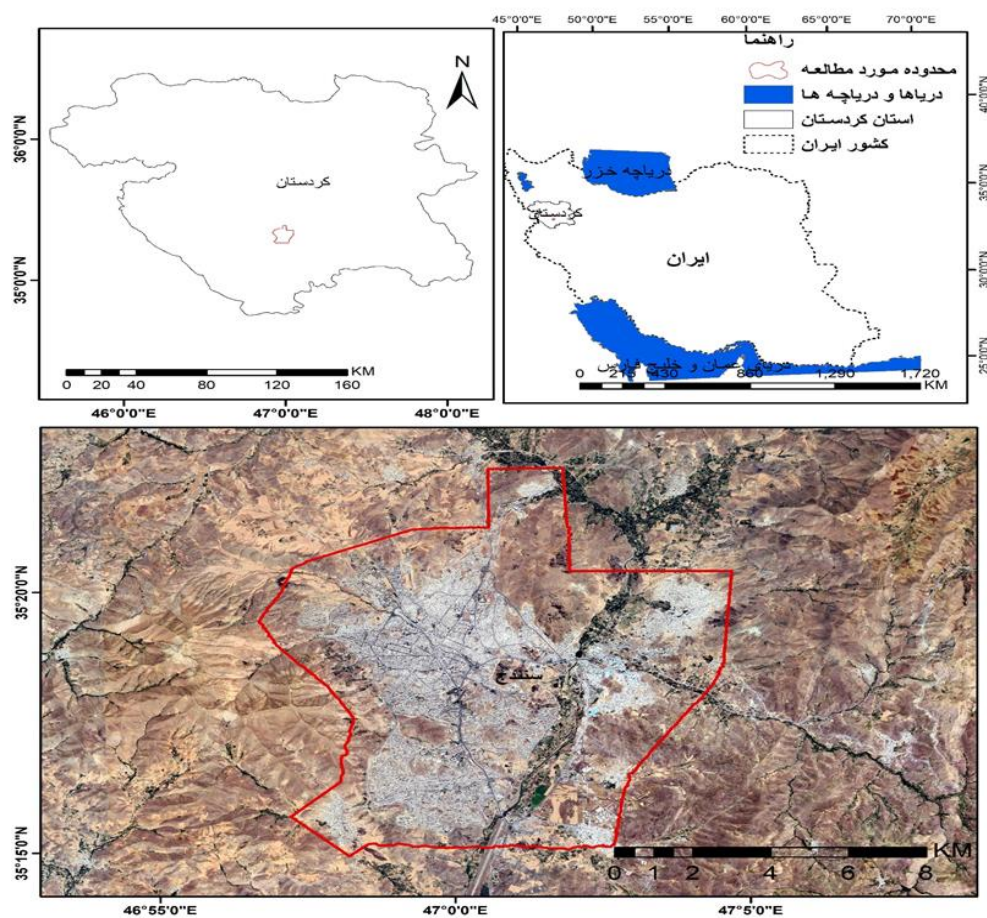 45°0'0"E 50°0'0"E 55°0'0"E 60°0'0"E 65°0'0"E 70°0'0"E
N
36°0'0"N
35°0'0"N
کردستان
0 20 40 80 120 160 KM
46°0'0"E 47°0'0"E 48°0'0"E
راهنما
محدوده مورد مطالعه
دریاها و دریاچه ها
استان کردستان
کشور ایران
40°0'0"N
35°0'0"N
30°0'0"N
25°0'0"N
دریاچه خزر
کردستان
ایران
دریای عمان و خلیج فارس
0 215 430 860 1,290 1,720
KM
35°20'0"N
35°15'0"N
سنندج
0 2 4 6 8 KM
46°55'0"E 47°0'0"E 47°5'0"E